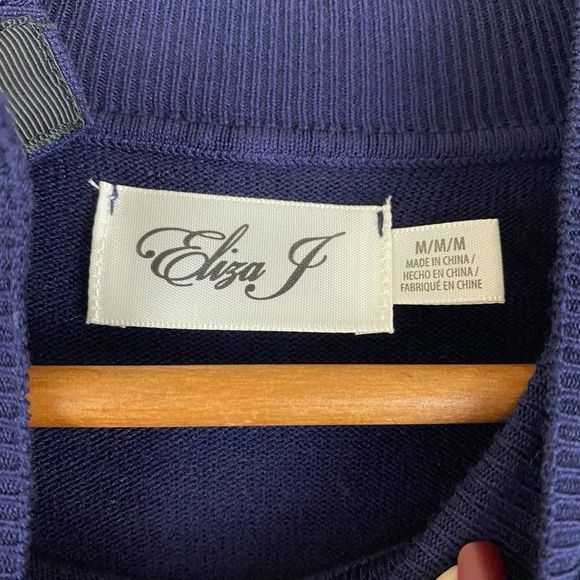 Eliza J
M/M/M
MADE IN CHINA /
HECHO EN CHINA /
FABRIQUÉ EN CHINE